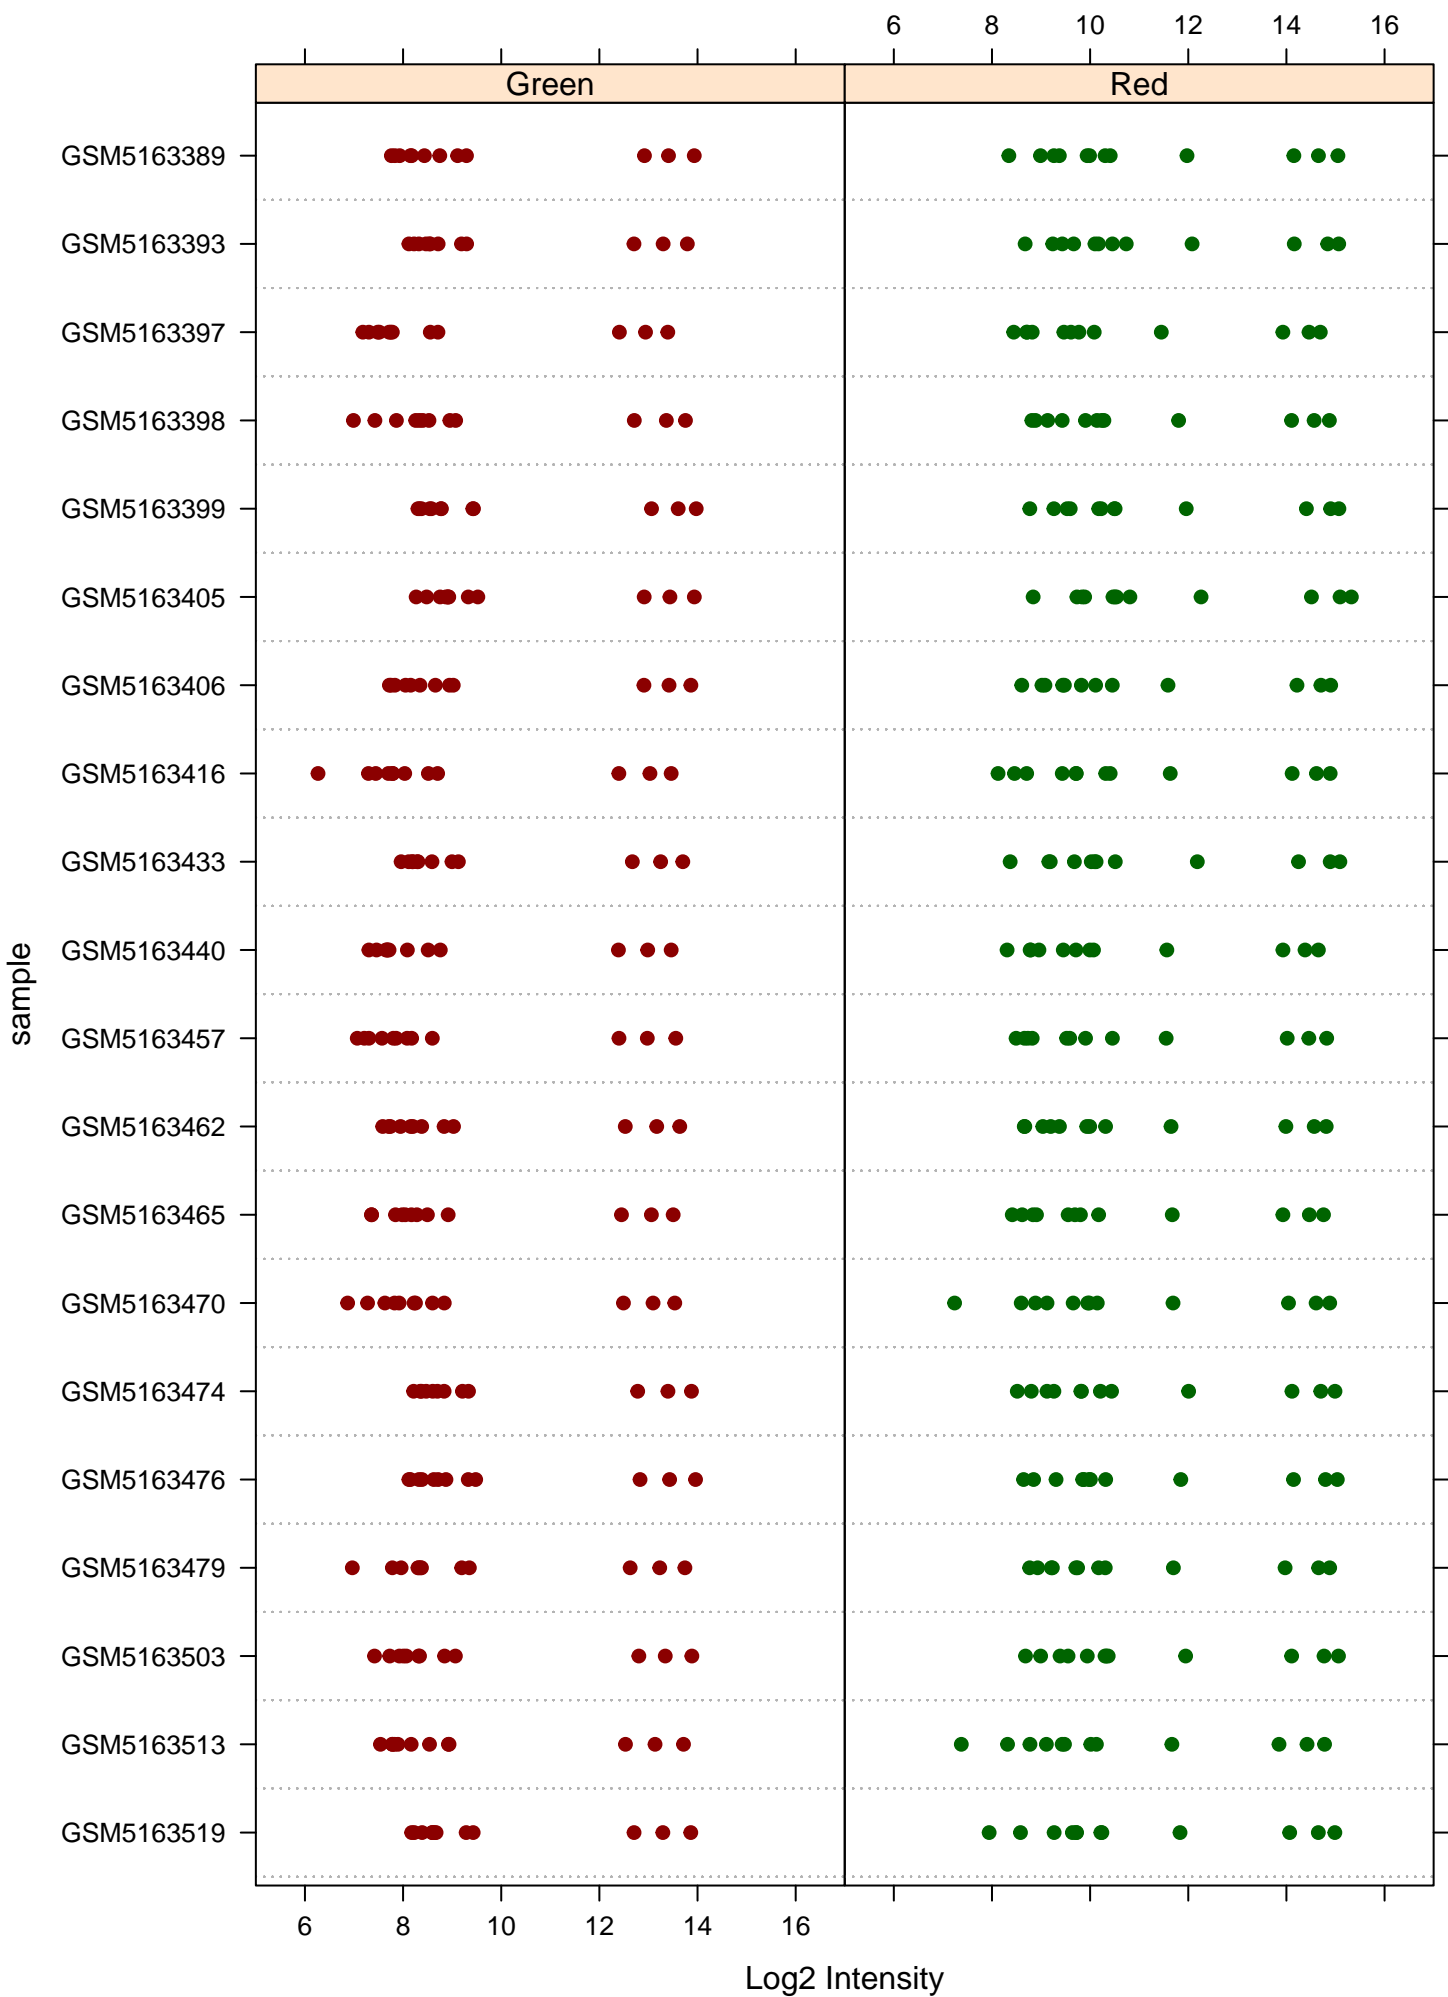 6 8 10 12 14 16
Green Red
GSM5163389
GSM5163393
GSM5163397
GSM5163398
GSM5163399
GSM5163405
GSM5163406
GSM5163416
GSM5163433
GSM5163440
GSM5163457
GSM5163462
GSM5163465
GSM5163470
GSM5163474
GSM5163476
GSM5163479
GSM5163503
GSM5163513
GSM5163519
sample
6 8 10 12 14 16
Log2 Intensity